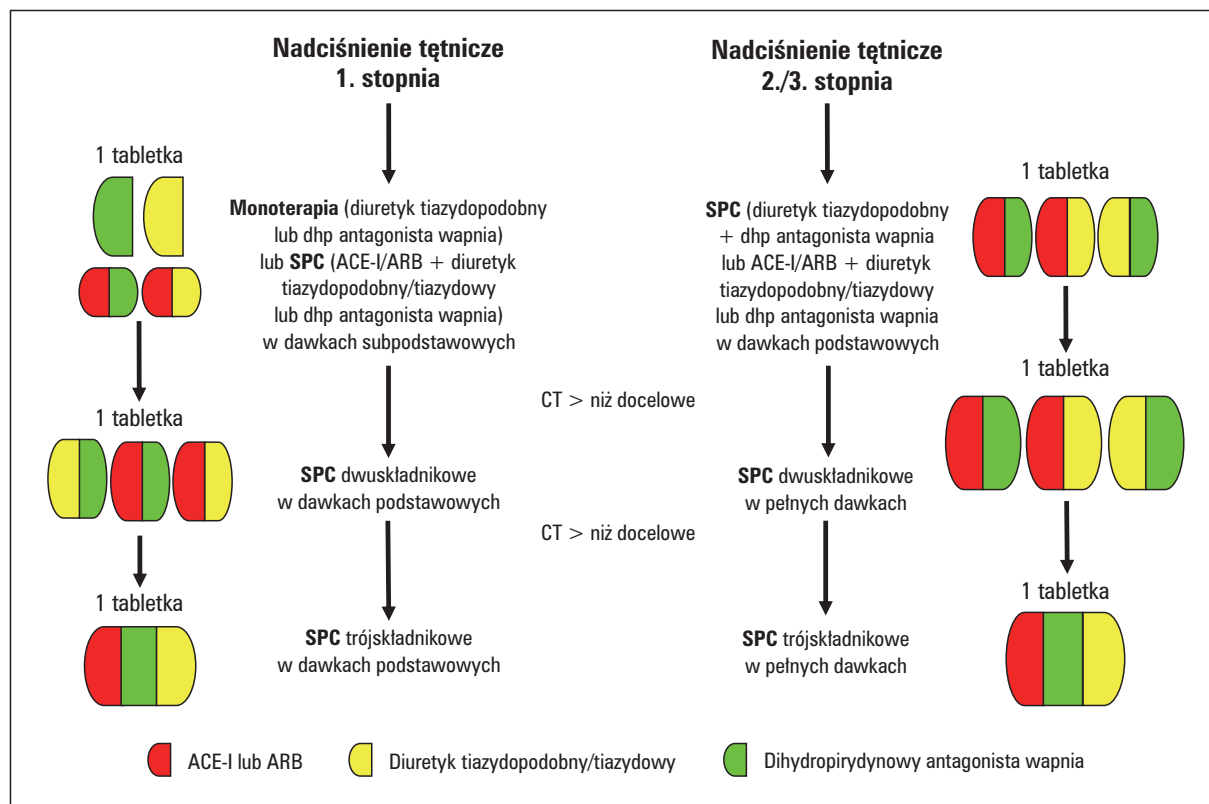 Nadciśnienie tętnicze
1. stopnia
Nadciśnienie tętnicze
2./3. stopnia
1 tabletka
Monoterapia (diuretyk tiazydopodobny
lub dhp antagonista wapnia)
lub SPC (ACE-I/ARB + diuretyk
tiazydopodobny/tiazydowy
lub dhp antagonista wapnia)
w dawkach subpodstawowych
SPC (diuretyk tiazydopodobny
+ dhp antagonista wapnia
lub ACE-I/ARB + diuretyk
tiazydopodobny/tiazydowy
lub dhp antagonista wapnia
w dawkach podstawowych
1 tabletka
CT > niż docelowe
1 tabletka
SPC dwuskładnikowe
w dawkach podstawowych
SPC dwuskładnikowe
w pełnych dawkach
1 tabletka
CT > niż docelowe
1 tabletka
SPC trójskładnikowe
w dawkach podstawowych
SPC trójskładnikowe
w pełnych dawkach
1 tabletka
ACE-I lub ARB
Diuretyk tiazydopodobny/tiazydowy
Dihydropirydynowy antagonista wapnia